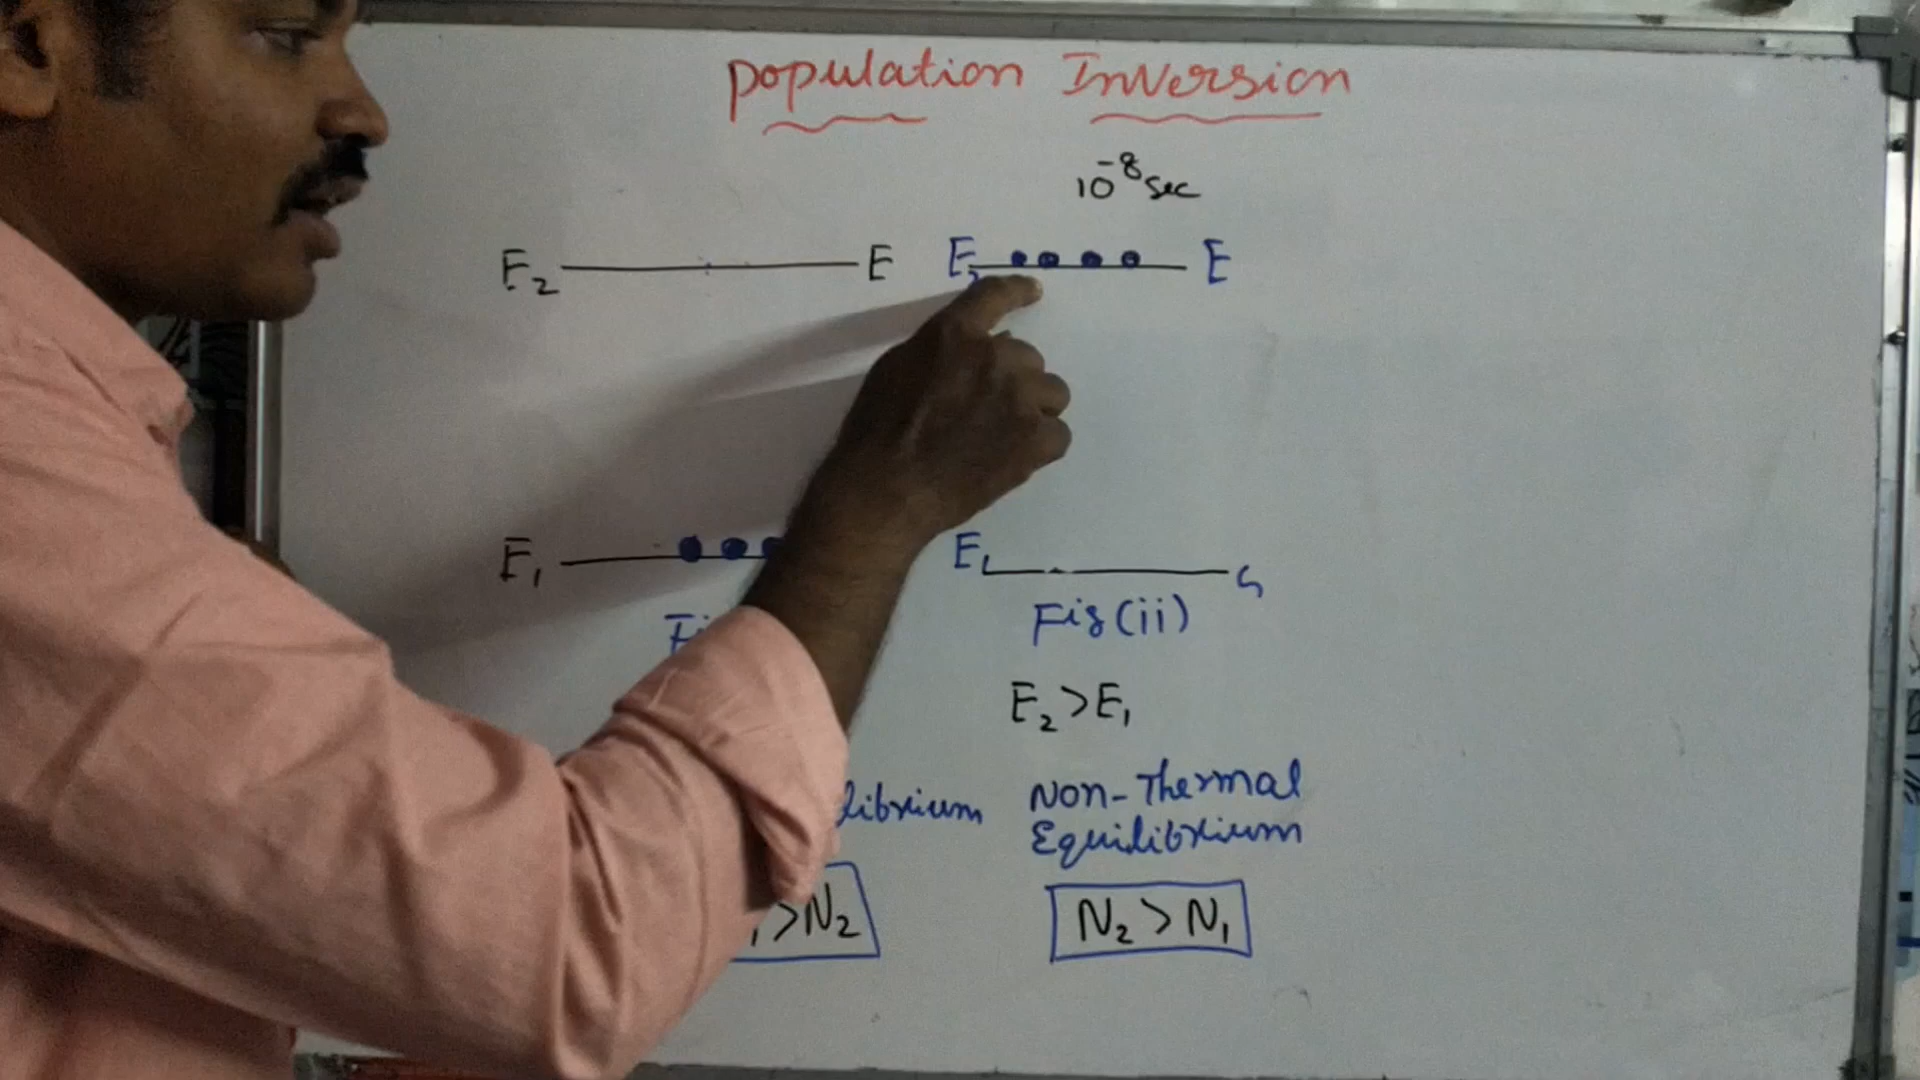 Population Inversion
10⁻⁸ sec
E₂ E E₂ E
E₁ E₁ G
Fig(ii)
E₂ > E₁
librium Non-Thermal
Equilibrium
₁>N₂ N₂ > N₁